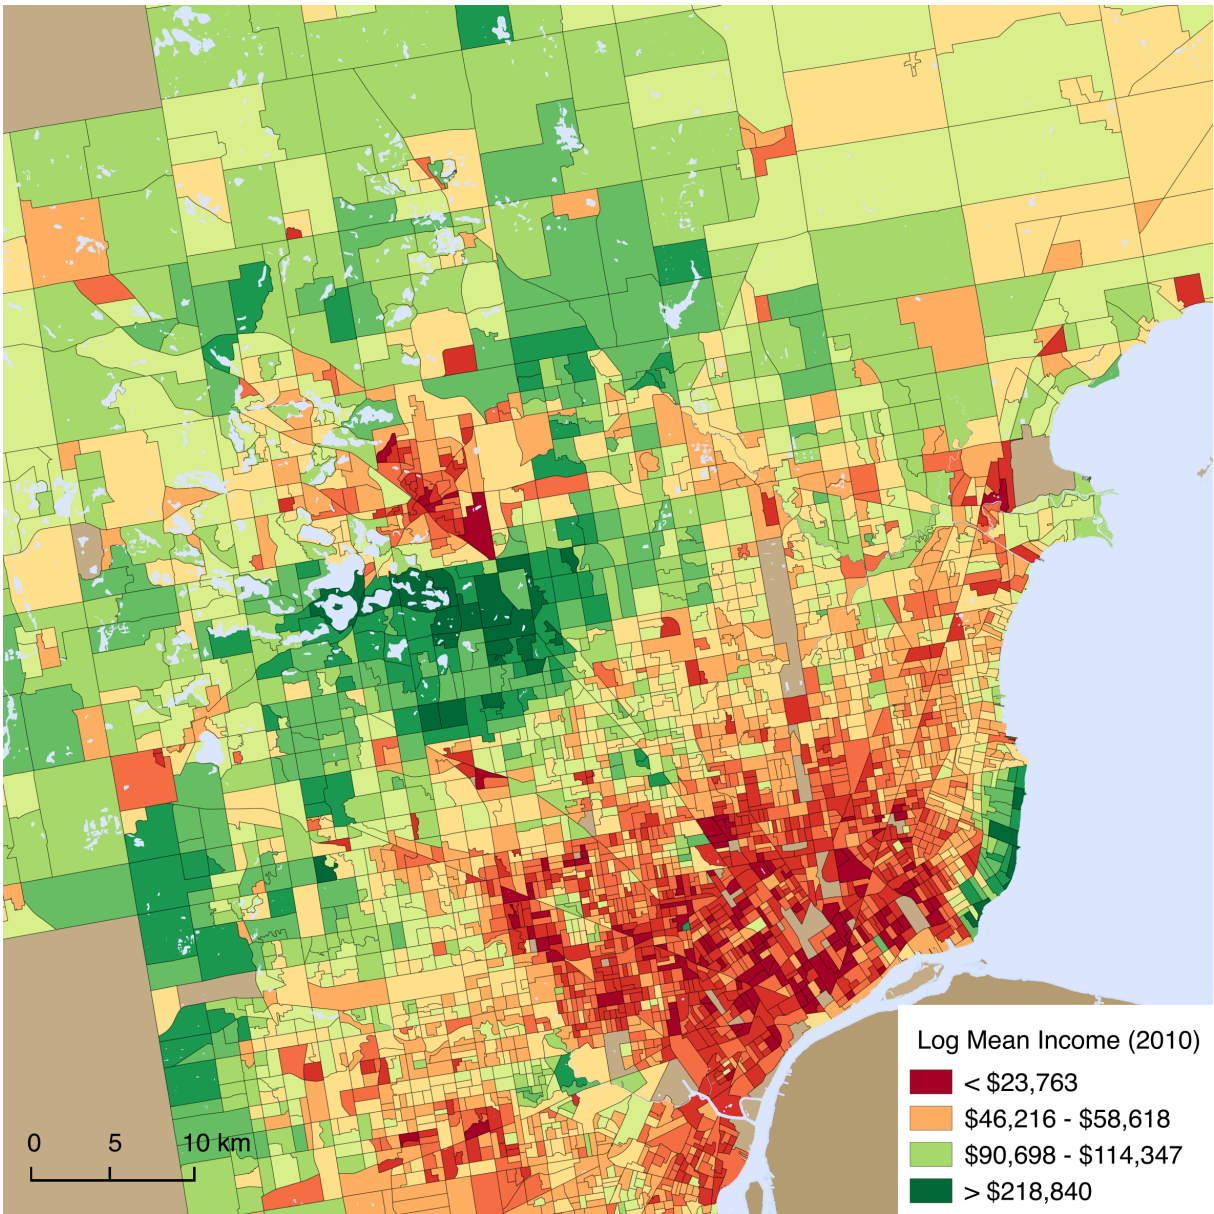 0 5 10 km
Log Mean Income (2010)
< $23,763
$46,216 - $58,618
$90,698 - $114,347
> $218,840